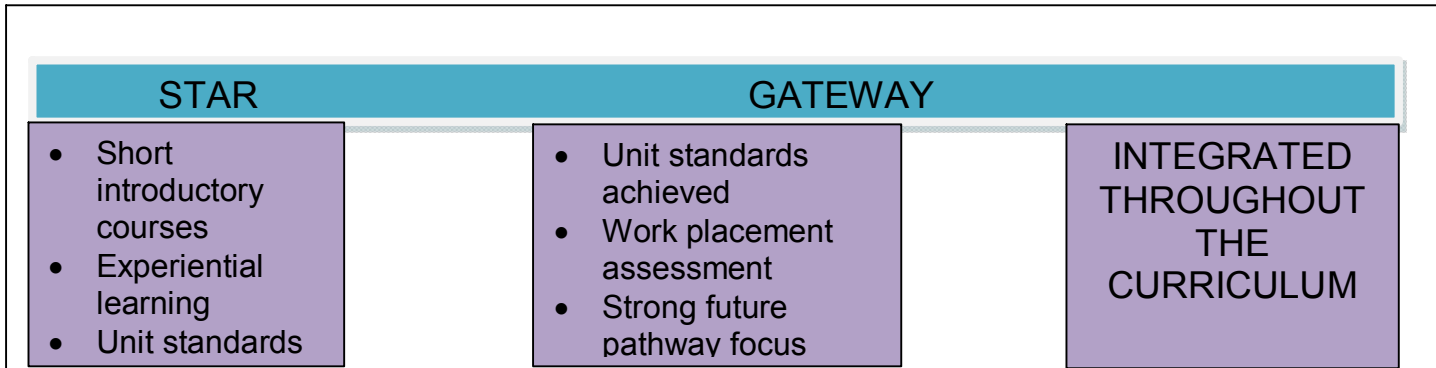 STAR
GATEWAY
• Short
introductory
courses
• Experiential
learning
• Unit standards
• Unit standards
achieved
• Work placement
assessment
• Strong future
pathway focus
INTEGRATED
THROUGHOUT
THE
CURRICULUM